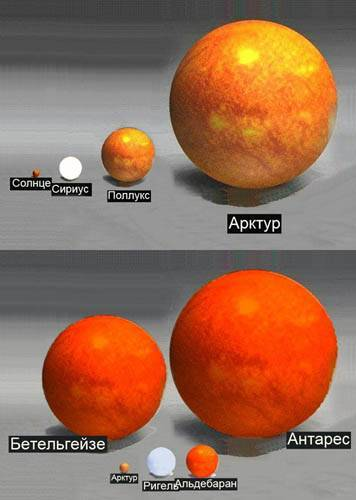 Солнце
Сириус
Поллукс
Арктур
Бетельгейзе
Антарес
Арктур
Ригель
Альдебаран